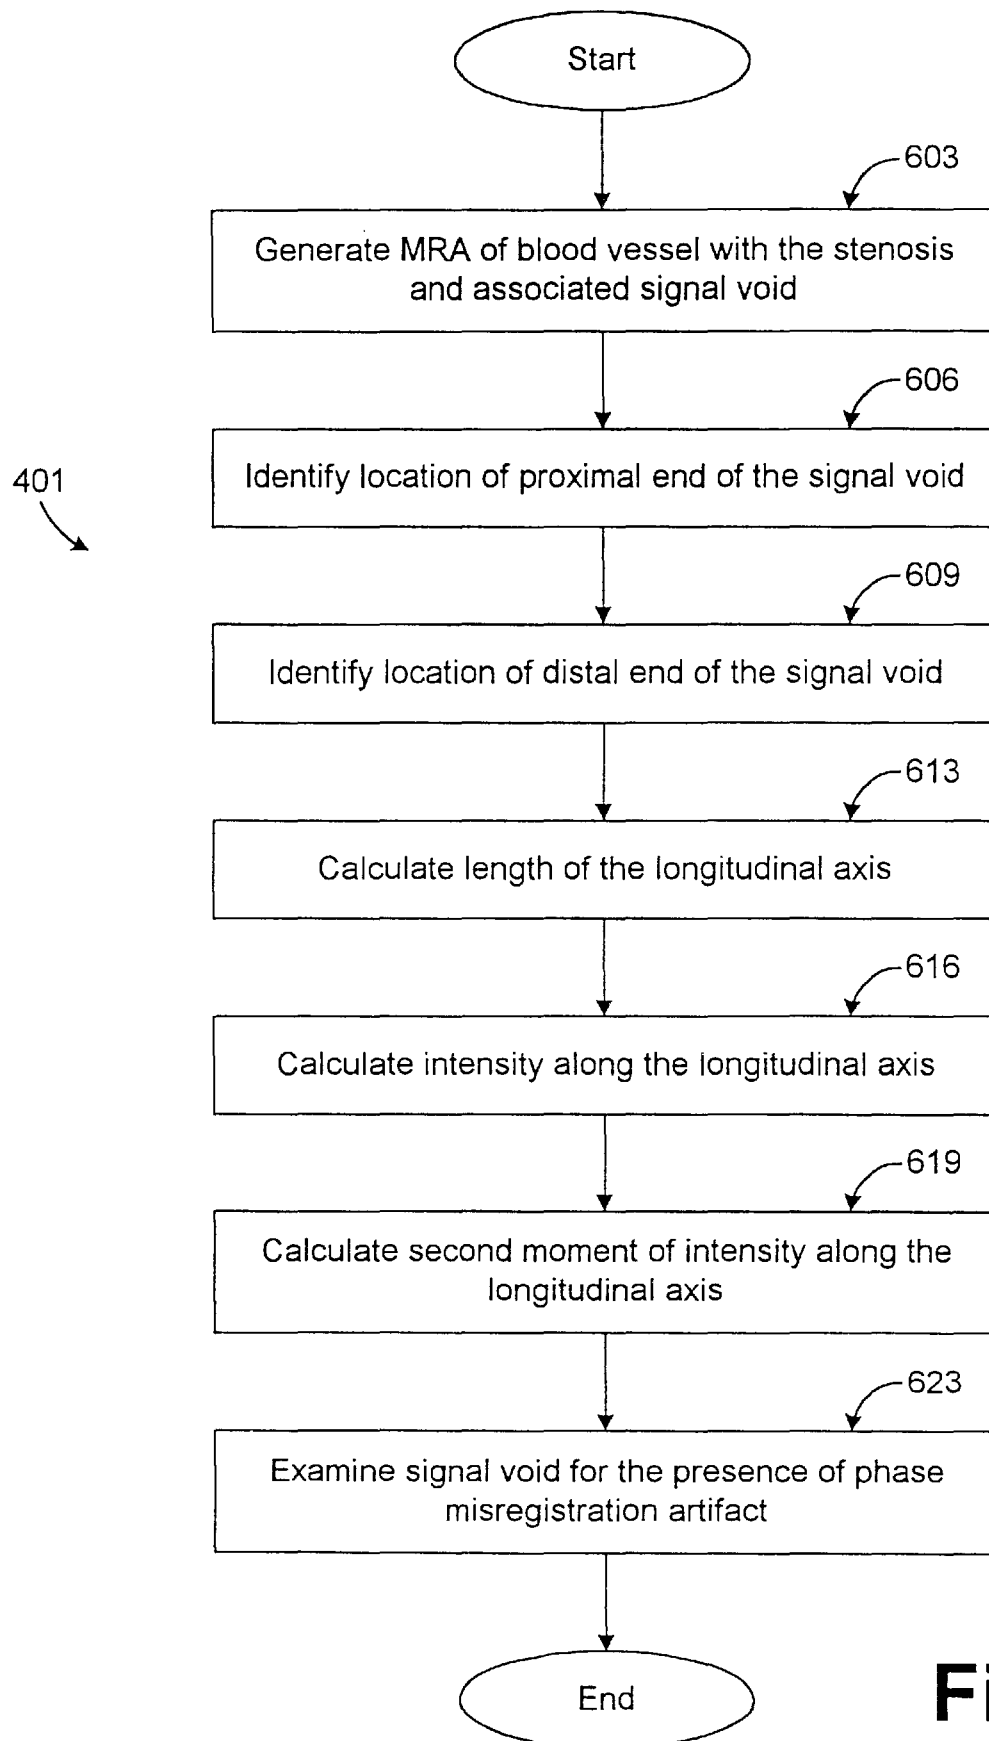 Start
603
Generate MRA of blood vessel with the stenosis
and associated signal void
606
Identify location of proximal end of the signal void
401
609
Identify location of distal end of the signal void
613
Calculate length of the longitudinal axis
616
Calculate intensity along the longitudinal axis
619
Calculate second moment of intensity along the
longitudinal axis
623
Examine signal void for the presence of phase
misregistration artifact
End